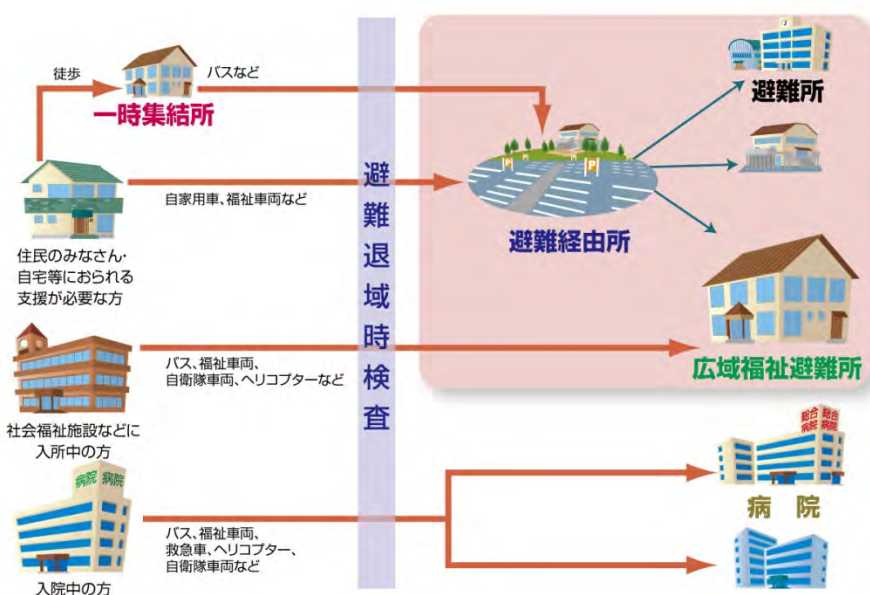 徒歩
バスなど
一時集結所
避難所
自家用車、福祉車両など
避難経由所
住民のみなさん・
自宅等におられる
支援が必要な方
避難退域時検査
バス、福祉車両、
自衛隊車両、ヘリコプターなど
広域福祉避難所
社会福祉施設などに
入所中の方
総合
病院
総合
病院
病院
病院
病院
バス、福祉車両、
救急車、ヘリコプター、
自衛隊車両など
入院中の方
P
P